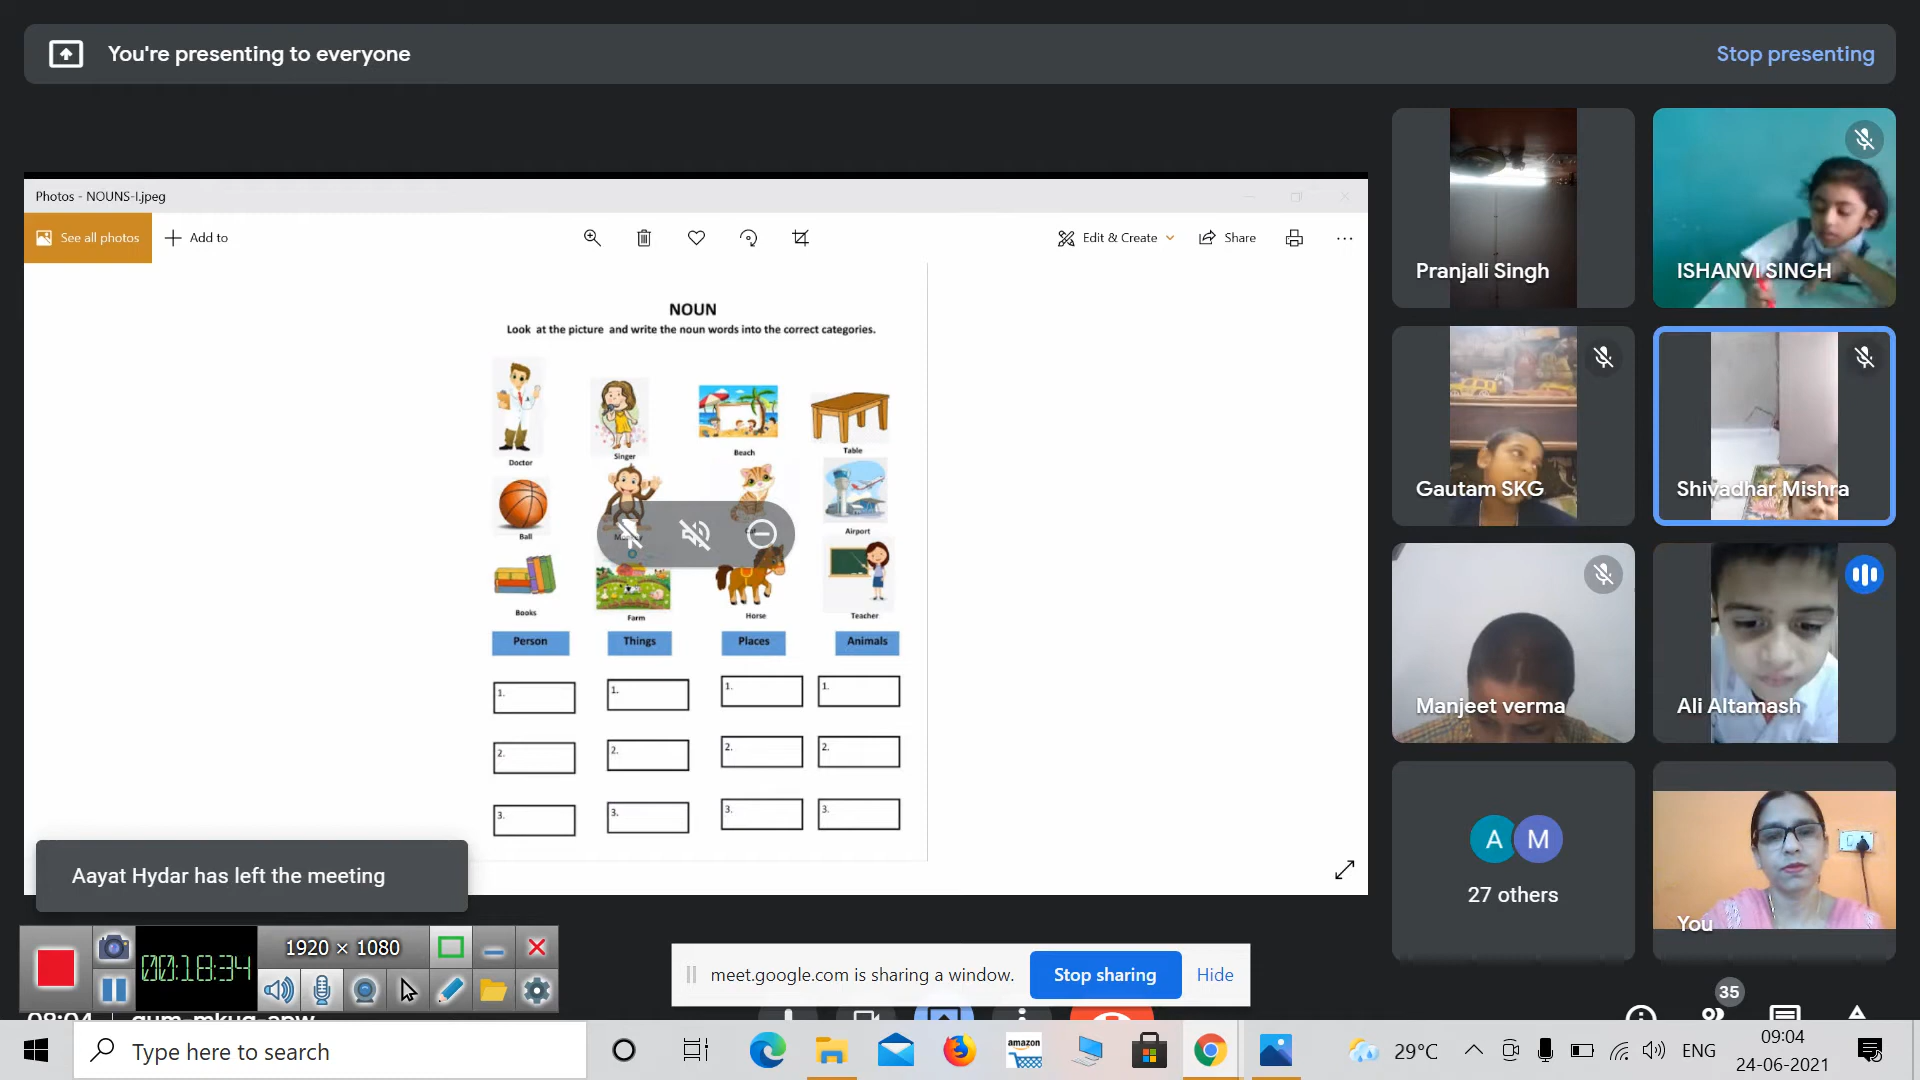 You're presenting to everyone
Stop presenting
Photos - NOUNS-I.jpeg
See all photos
Add to
Edit & Create
Share
NOUN
Look at the picture and write the noun words into the correct categories.
Doctor
Singer
Beach
Table
Ball
Airport
Books
Farm
Horse
Teacher
Person
Things
Places
Animals
1.
1.
1.
1.
2.
2.
2.
2.
3.
3.
3.
3.
Pranjali Singh
ISHANVI SINGH
Gautam SKG
Shivadhar Mishra
Manjeet verma
Ali Altamash
A
M
27 others
You
Aayat Hydar has left the meeting
1920 × 1080
00:18:34
meet.google.com is sharing a window.
Stop sharing
Hide
35
Type here to search
amazon
29°C
ENG
09:04
24-06-2021